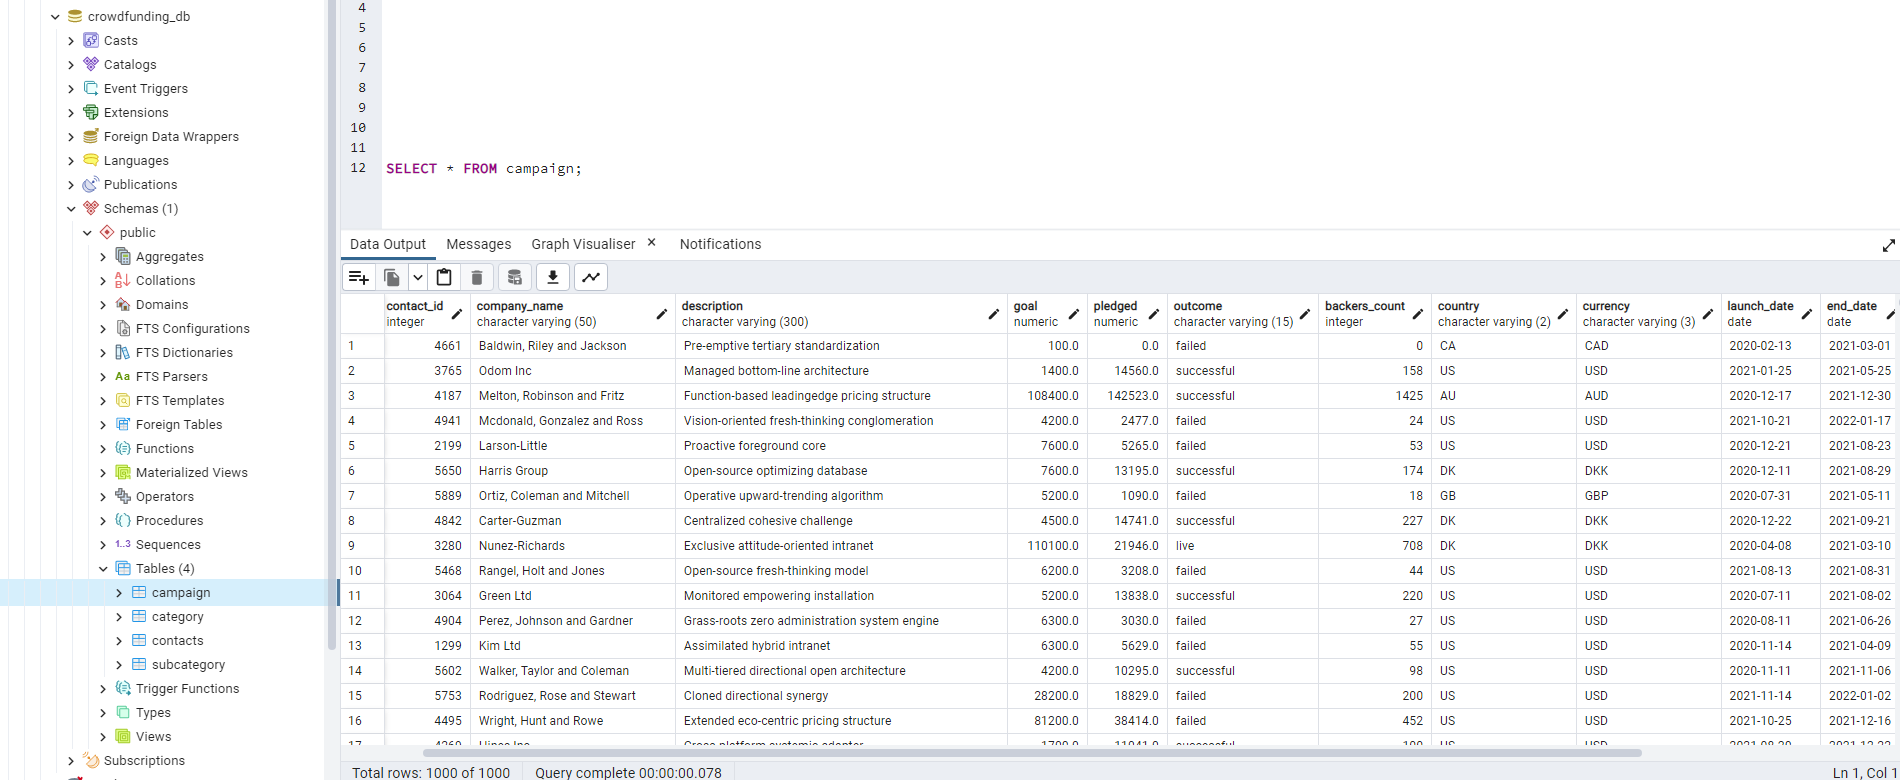 crowdfunding_db
Casts
Catalogs
Event Triggers
Extensions
Foreign Data Wrappers
Languages
Publications
Schemas (1)
public
Aggregates
Collations
Domains
FTS Configurations
FTS Dictionaries
Aa FTS Parsers
FTS Templates
Foreign Tables
Functions
Materialized Views
Operators
Procedures
1..3 Sequences
Tables (4)
campaign
category
contacts
subcategory
Trigger Functions
Types
Views
Subscriptions
4
5
6
7
8
9
10
11
12 SELECT * FROM campaign;
Data Output Messages Graph Visualiser × Notifications
contact_id company_name description goal pledged outcome backers_count country currency launch_date end_date
integer character varying (50) character varying (300) numeric numeric character varying (15) integer character varying (2) character varying (3) date date
1 4661 Baldwin, Riley and Jackson Pre-emptive tertiary standardization 100.0 0.0 failed 0 CA CAD 2020-02-13 2021-03-01
2 3765 Odom Inc Managed bottom-line architecture 1400.0 14560.0 successful 158 US USD 2021-01-25 2021-05-25
3 4187 Melton, Robinson and Fritz Function-based leadingedge pricing structure 108400.0 142523.0 successful 1425 AU AUD 2020-12-17 2021-12-30
4 4941 Mcdonald, Gonzalez and Ross Vision-oriented fresh-thinking conglomeration 4200.0 2477.0 failed 24 US USD 2021-10-21 2022-01-17
5 2199 Larson-Little Proactive foreground core 7600.0 5265.0 failed 53 US USD 2020-12-21 2021-08-23
6 5650 Harris Group Open-source optimizing database 7600.0 13195.0 successful 174 DK DKK 2020-12-11 2021-08-29
7 5889 Ortiz, Coleman and Mitchell Operative upward-trending algorithm 5200.0 1090.0 failed 18 GB GBP 2020-07-31 2021-05-11
8 4842 Carter-Guzman Centralized cohesive challenge 4500.0 14741.0 successful 227 DK DKK 2020-12-22 2021-09-21
9 3280 Nunez-Richards Exclusive attitude-oriented intranet 110100.0 21946.0 live 708 DK DKK 2020-04-08 2021-03-10
10 5468 Rangel, Holt and Jones Open-source fresh-thinking model 6200.0 3208.0 failed 44 US USD 2021-08-13 2021-08-31
11 3064 Green Ltd Monitored empowering installation 5200.0 13838.0 successful 220 US USD 2020-07-11 2021-08-02
12 4904 Perez, Johnson and Gardner Grass-roots zero administration system engine 6300.0 3030.0 failed 27 US USD 2020-08-11 2021-06-26
13 1299 Kim Ltd Assimilated hybrid intranet 6300.0 5629.0 failed 55 US USD 2020-11-14 2021-04-09
14 5602 Walker, Taylor and Coleman Multi-tiered directional open architecture 4200.0 10295.0 successful 98 US USD 2020-11-11 2021-11-06
15 5753 Rodriguez, Rose and Stewart Cloned directional synergy 28200.0 18829.0 failed 200 US USD 2021-11-14 2022-01-02
16 4495 Wright, Hunt and Rowe Extended eco-centric pricing structure 81200.0 38414.0 failed 452 US USD 2021-10-25 2021-12-16
Total rows: 1000 of 1000 Query complete 00:00:00.078 Ln 1, Col 1